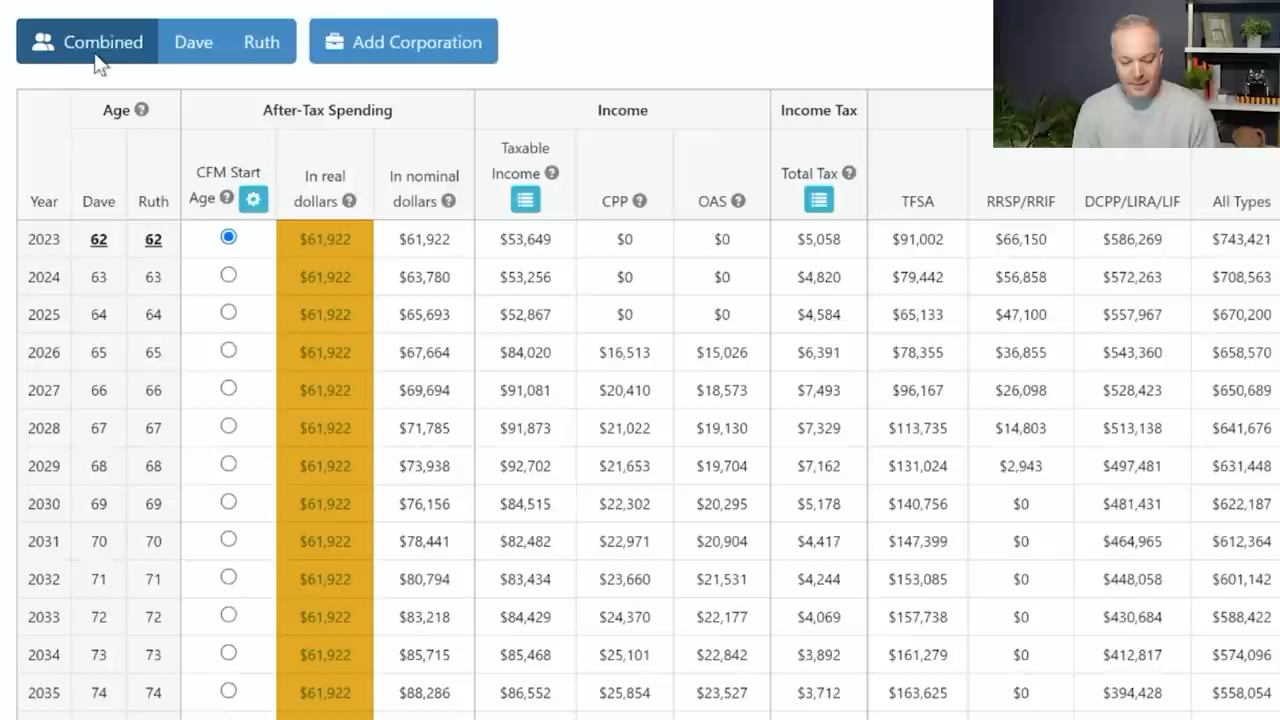 Combined Dave Ruth Add Corporation
Age After-Tax Spending Income Income Tax
Year Dave Ruth CFM Start Age In real dollars In nominal dollars Taxable Income CPP OAS Total Tax TFSA RRSP/RRIF DCPP/LIRA/LIF All Types
2023 62 62 $61,922 $61,922 $53,649 $0 $0 $5,058 $91,002 $66,150 $586,269 $743,421
2024 63 63 $61,922 $63,780 $53,256 $0 $0 $4,820 $79,442 $56,858 $572,263 $708,563
2025 64 64 $61,922 $65,693 $52,867 $0 $0 $4,584 $65,133 $47,100 $557,967 $670,200
2026 65 65 $61,922 $67,664 $84,020 $16,513 $15,026 $6,391 $78,355 $36,855 $543,360 $658,570
2027 66 66 $61,922 $69,694 $91,081 $20,410 $18,573 $7,493 $96,167 $26,098 $528,423 $650,689
2028 67 67 $61,922 $71,785 $91,873 $21,022 $19,130 $7,329 $113,735 $14,803 $513,138 $641,676
2029 68 68 $61,922 $73,938 $92,702 $21,653 $19,704 $7,162 $131,024 $2,943 $497,481 $631,448
2030 69 69 $61,922 $76,156 $84,515 $22,302 $20,295 $5,178 $140,756 $0 $481,431 $622,187
2031 70 70 $61,922 $78,441 $82,482 $22,971 $20,904 $4,417 $147,399 $0 $464,965 $612,364
2032 71 71 $61,922 $80,794 $83,434 $23,660 $21,531 $4,244 $153,085 $0 $448,058 $601,142
2033 72 72 $61,922 $83,218 $84,429 $24,370 $22,177 $4,069 $157,738 $0 $430,684 $588,422
2034 73 73 $61,922 $85,715 $85,468 $25,101 $22,842 $3,892 $161,279 $0 $412,817 $574,096
2035 74 74 $61,922 $88,286 $86,552 $25,854 $23,527 $3,712 $163,625 $0 $394,428 $558,054